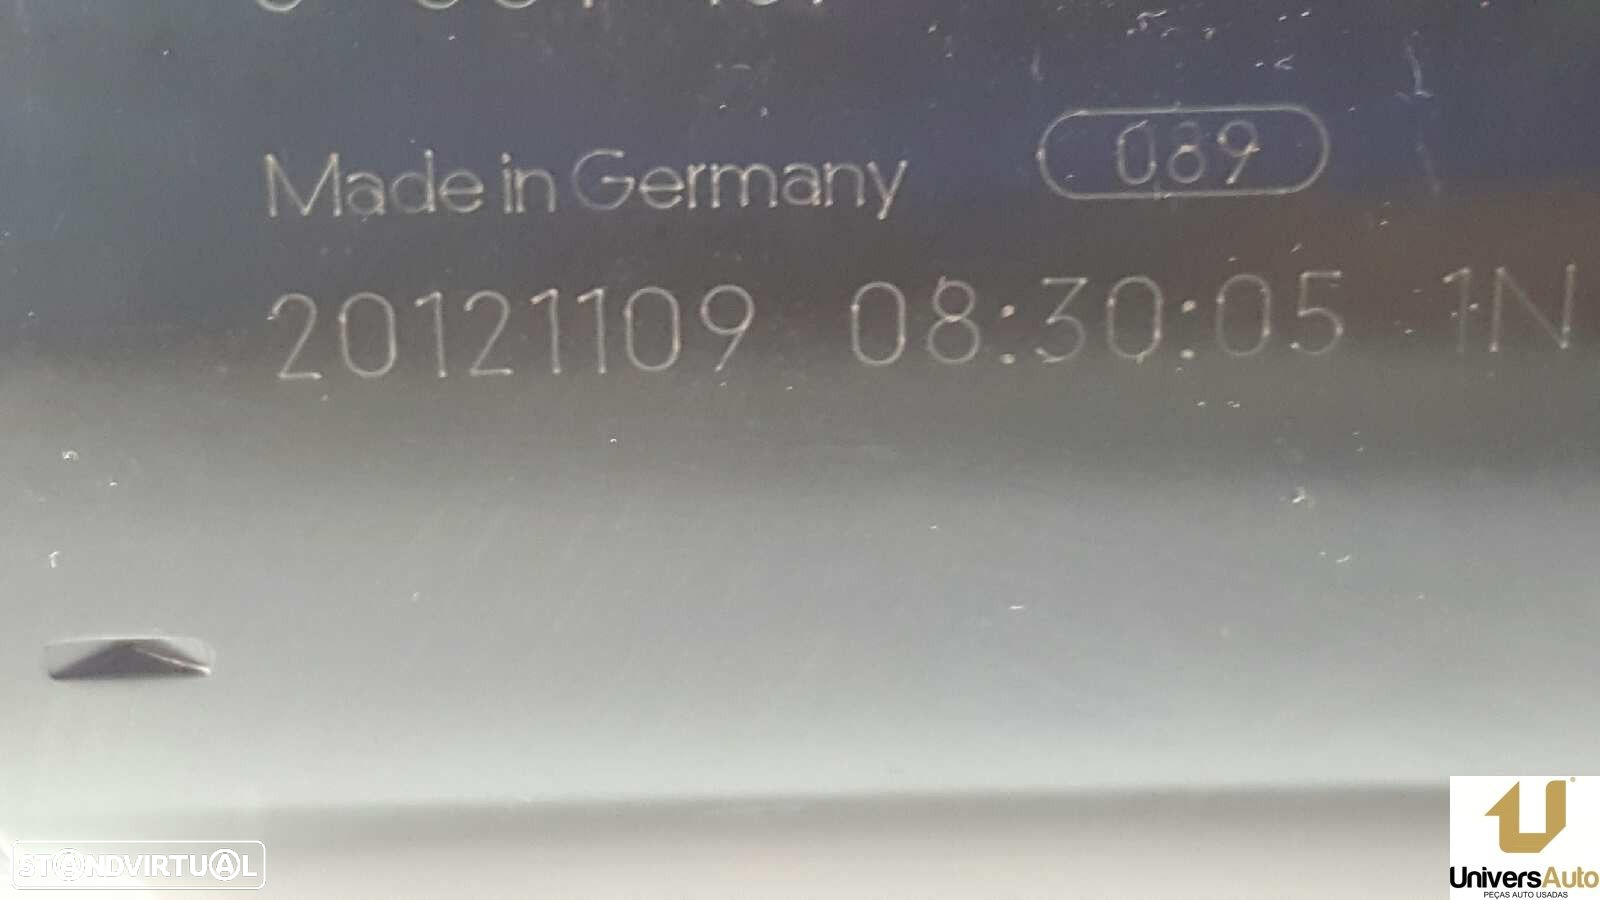 Made in Germany 089
20121109 08:30:05 1N
STANDVIRTUAL
UniversAuto
PEÇAS AUTO USADAS